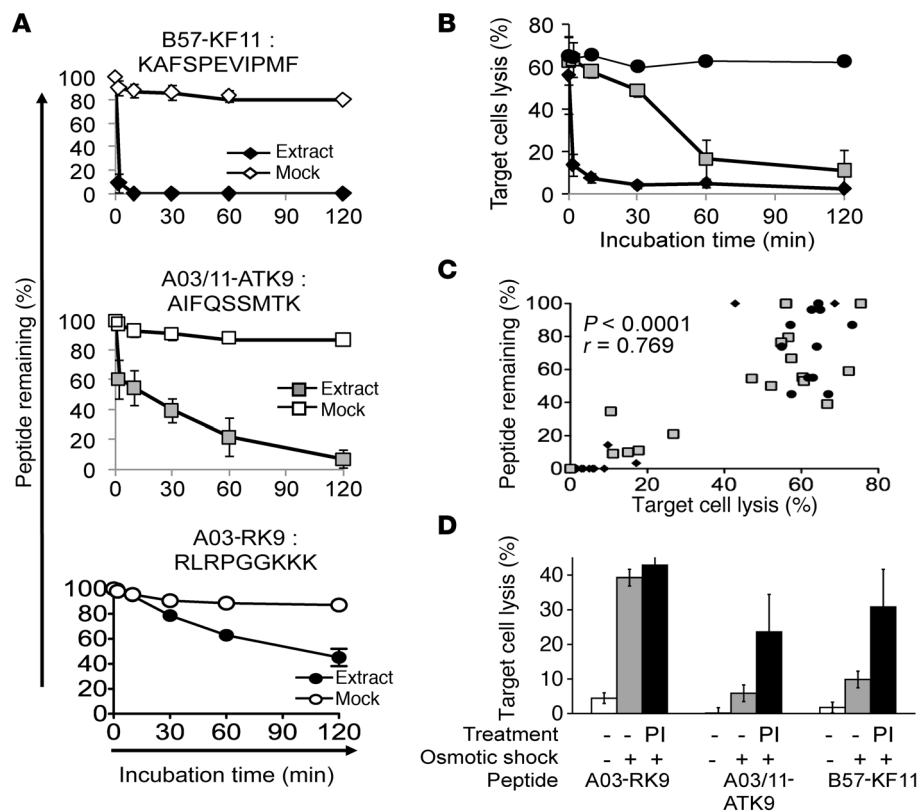 A
B57-KF11 :
KAFSPEVIPMF
100
80
60
40
20
0
Extract
Mock
0 30 60 90 120
A03/11-ATK9 :
AIFQSSMTK
100
80
60
40
20
0
Extract
Mock
0 30 60 90 120
A03-RK9 :
RLRPGGKKK
100
80
60
40
20
0
Extract
Mock
0 30 60 90 120
Peptide remaining (%)
Incubation time (min)
B
Target cells lysis (%)
80
60
40
20
0
0 30 60 90 120
Incubation time (min)
C
Peptide remaining (%)
100
80
60
40
20
0
P < 0.0001
r = 0.769
0 20 40 60 80
Target cell lysis (%)
D
Target cell lysis (%)
40
30
20
10
0
Treatment - - PI - - PI - - PI
Osmotic shock - + + - + + - + +
Peptide A03-RK9 A03/11- B57-KF11
ATK9